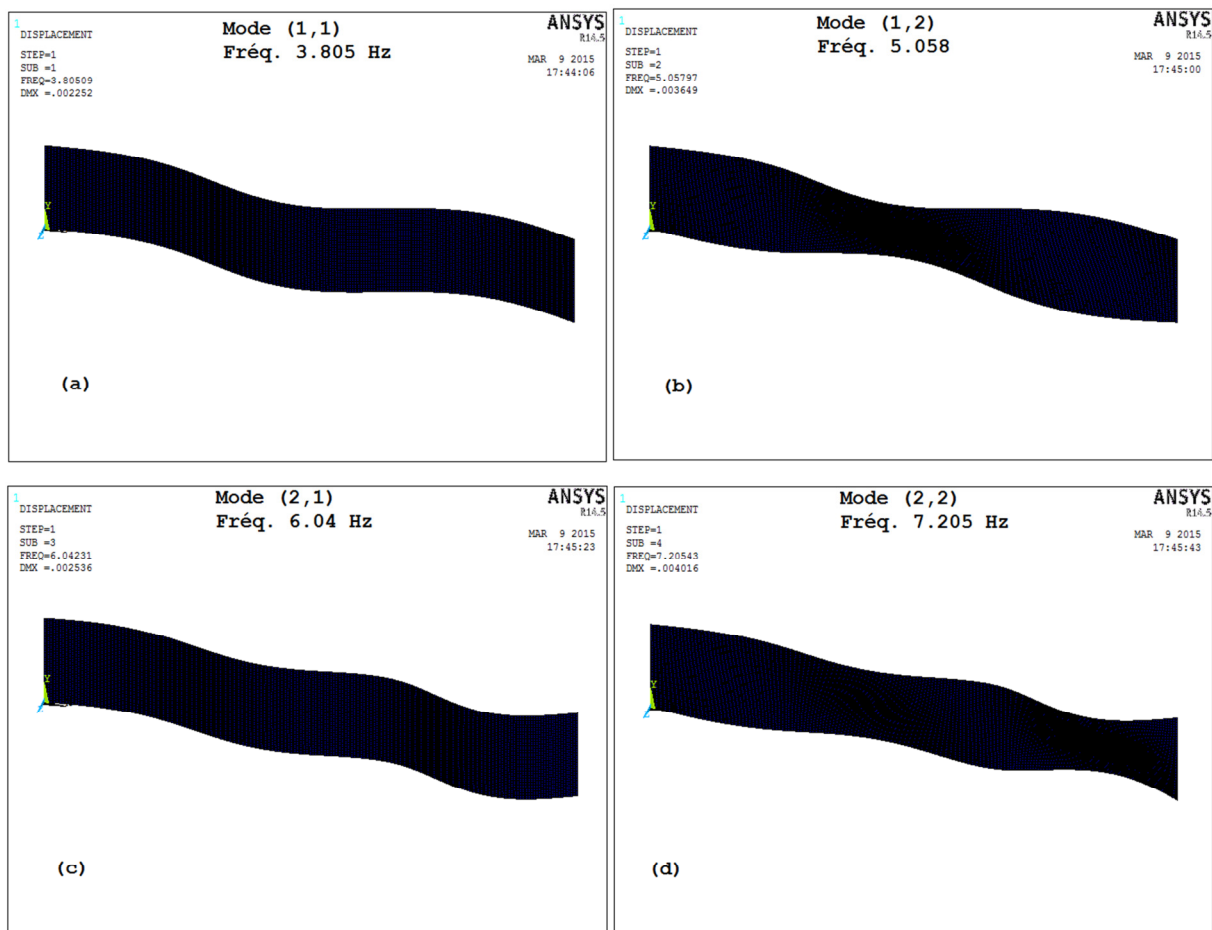 1
DISPLACEMENT
STEP=1
SUB =1
FREQ=3.80509
DMX =.002252
Mode (1,1)
Fréq. 3.805 Hz
ANSYS
R14.5
MAR 9 2015
17:44:06
Y
Z
(a)
1
DISPLACEMENT
STEP=1
SUB =2
FREQ=5.05797
DMX =.003649
Mode (1,2)
Fréq. 5.058
ANSYS
R14.5
MAR 9 2015
17:45:00
Y
Z
(b)
1
DISPLACEMENT
STEP=1
SUB =3
FREQ=6.04231
DMX =.002536
Mode (2,1)
Fréq. 6.04 Hz
ANSYS
R14.5
MAR 9 2015
17:45:23
Y
Z
(c)
1
DISPLACEMENT
STEP=1
SUB =4
FREQ=7.20543
DMX =.004016
Mode (2,2)
Fréq. 7.205 Hz
ANSYS
R14.5
MAR 9 2015
17:45:43
Y
Z
(d)